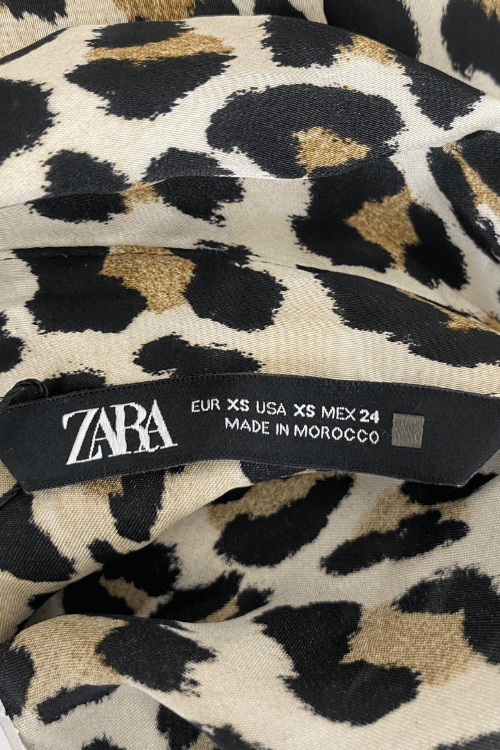 ZARA
EUR XS USA XS MEX 24
MADE IN MOROCCO